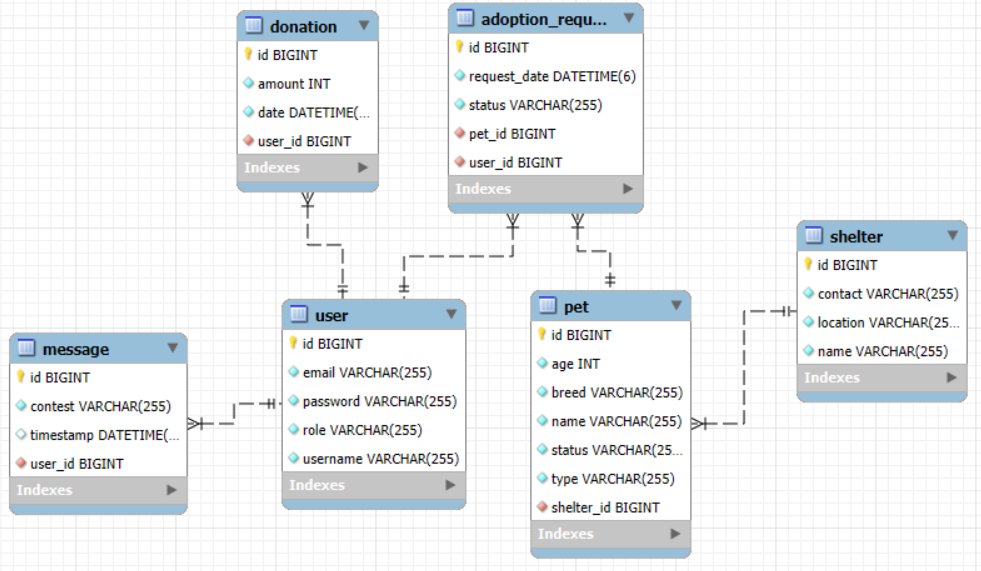 donation
id BIGINT
amount INT
date DATETIME(...
user_id BIGINT
Indexes
adoption_requ...
id BIGINT
request_date DATETIME(6)
status VARCHAR(255)
pet_id BIGINT
user_id BIGINT
Indexes
shelter
id BIGINT
contact VARCHAR(255)
location VARCHAR(25...
name VARCHAR(255)
Indexes
message
id BIGINT
contest VARCHAR(255)
timestamp DATETIME(...
user_id BIGINT
Indexes
user
id BIGINT
email VARCHAR(255)
password VARCHAR(255)
role VARCHAR(255)
username VARCHAR(255)
Indexes
pet
id BIGINT
age INT
breed VARCHAR(255)
name VARCHAR(255)
status VARCHAR(25...
type VARCHAR(255)
shelter_id BIGINT
Indexes